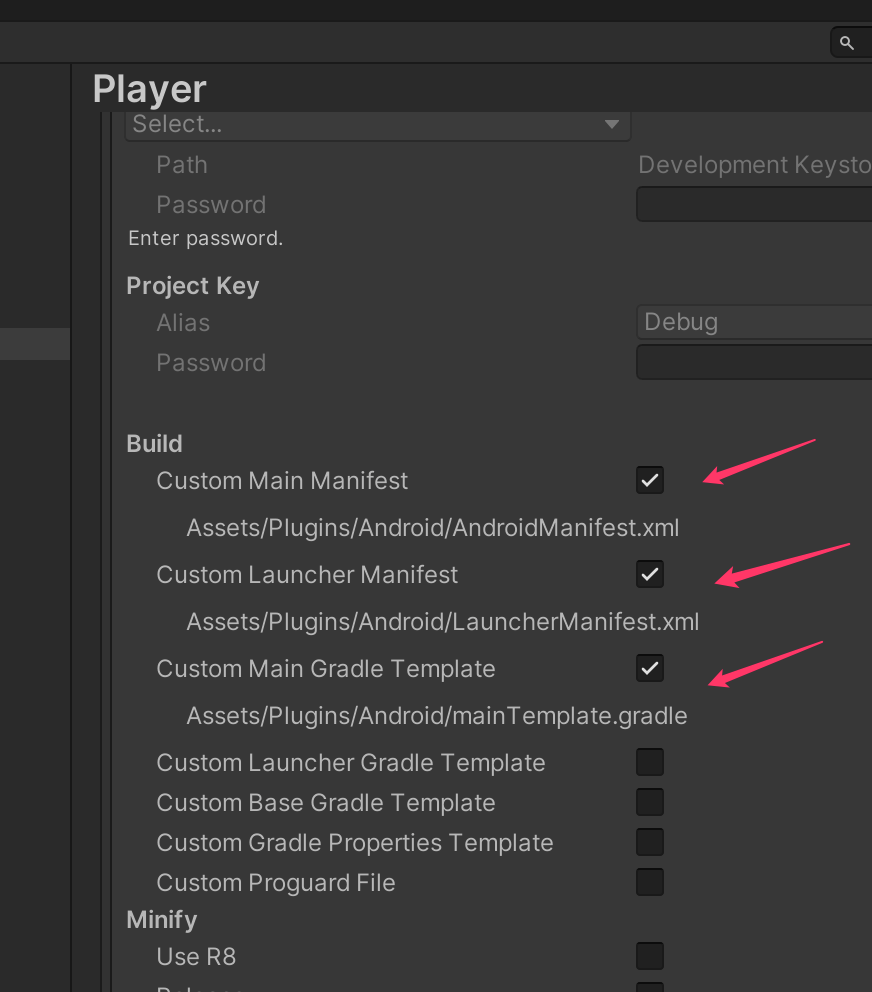 Player
Select...
Path Development Keysto
Password
Enter password.
Project Key
Alias Debug
Password
Build
Custom Main Manifest
Assets/Plugins/Android/AndroidManifest.xml
Custom Launcher Manifest
Assets/Plugins/Android/LauncherManifest.xml
Custom Main Gradle Template
Assets/Plugins/Android/mainTemplate.gradle
Custom Launcher Gradle Template
Custom Base Gradle Template
Custom Gradle Properties Template
Custom Proguard File
Minify
Use R8